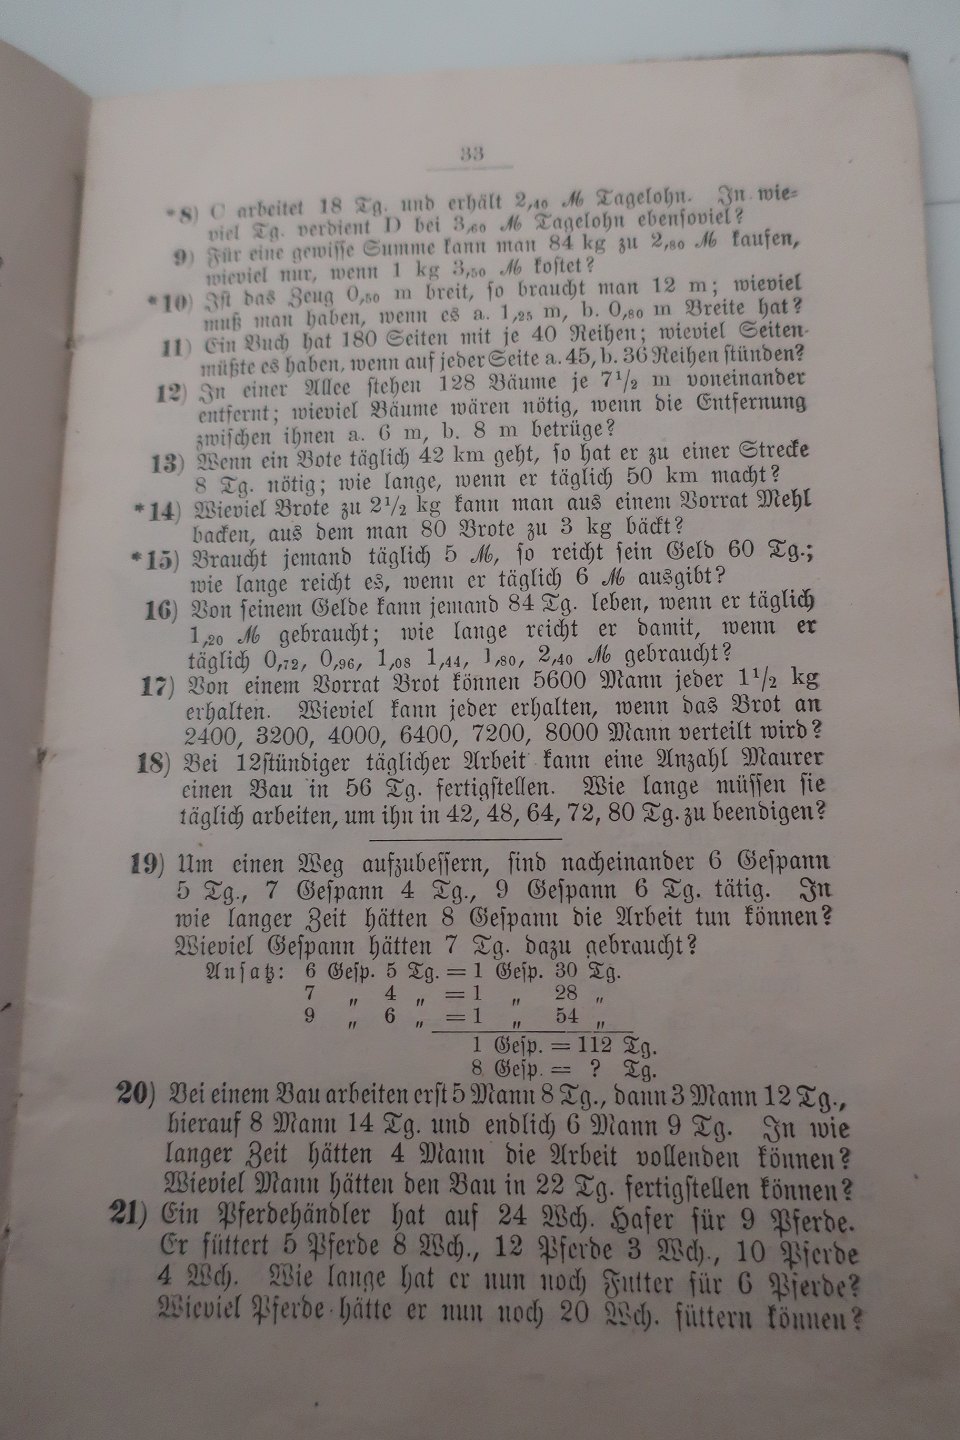 33
*8) C arbeitet 18 Tg. und erhält 2,40 ℳ Tagelohn. In wie-
viel Tg. verdient D bei 3,60 ℳ Tagelohn ebensoviel?
9) Für eine gewisse Summe kann man 84 kg zu 2,80 ℳ kaufen,
wieviel nur, wenn 1 kg 3,50 ℳ kostet?
*10) Ist das Zeug 0,50 m breit, so braucht man 12 m; wieviel
muß man haben, wenn es a. 1,25 m, b. 0,80 m Breite hat?
11) Ein Buch hat 180 Seiten mit je 40 Reihen; wieviel Seiten
müßte es haben, wenn auf jeder Seite a. 45, b. 36 Reihen stünden?
12) In einer Allee stehen 128 Bäume je 7¹/₂ m voneinander
entfernt; wieviel Bäume wären nötig, wenn die Entfernung
zwischen ihnen a. 6 m, b. 8 m betrüge?
13) Wenn ein Bote täglich 42 km geht, so hat er zu einer Strecke
8 Tg. nötig; wie lange, wenn er täglich 50 km macht?
*14) Wieviel Brote zu 2¹/₂ kg kann man aus einem Vorrat Mehl
backen, aus dem man 80 Brote zu 3 kg bäckt?
*15) Braucht jemand täglich 5 ℳ, so reicht sein Geld 60 Tg.;
wie lange reicht es, wenn er täglich 6 ℳ ausgibt?
16) Von seinem Gelde kann jemand 84 Tg. leben, wenn er täglich
1,20 ℳ gebraucht; wie lange reicht er damit, wenn er
täglich 0,72, 0,96, 1,08 1,44, 1,80, 2,40 ℳ gebraucht?
17) Von einem Vorrat Brot können 5600 Mann jeder 1¹/₂ kg
erhalten. Wieviel kann jeder erhalten, wenn das Brot an
2400, 3200, 4000, 6400, 7200, 8000 Mann verteilt wird?
18) Bei 12stündiger täglicher Arbeit kann eine Anzahl Maurer
einen Bau in 56 Tg. fertigstellen. Wie lange müssen sie
täglich arbeiten, um ihn in 42, 48, 64, 72, 80 Tg. zu beendigen?
19) Um einen Weg aufzubessern, sind nacheinander 6 Gespann
5 Tg., 7 Gespann 4 Tg., 9 Gespann 6 Tg. tätig. In
wie langer Zeit hätten 8 Gespann die Arbeit tun können?
Wieviel Gespann hätten 7 Tg. dazu gebraucht?
Ansatz: 6 Gesp. 5 Tg. = 1 Gesp. 30 Tg.
7 „ 4 „ = 1 „ 28 „
9 „ 6 „ = 1 „ 54 „
1 Gesp. = 112 Tg.
8 Gesp. = ? Tg.
20) Bei einem Bau arbeiten erst 5 Mann 8 Tg., dann 3 Mann 12 Tg.,
hierauf 8 Mann 14 Tg. und endlich 6 Mann 9 Tg. In wie
langer Zeit hätten 4 Mann die Arbeit vollenden können?
Wieviel Mann hätten den Bau in 22 Tg. fertigstellen können?
21) Ein Pferdehändler hat auf 24 Wch. Hafer für 9 Pferde.
Er füttert 5 Pferde 8 Wch., 12 Pferde 3 Wch., 10 Pferde
4 Wch. Wie lange hat er nun noch Futter für 6 Pferde?
Wieviel Pferde hätte er nun noch 20 Wch. füttern können?